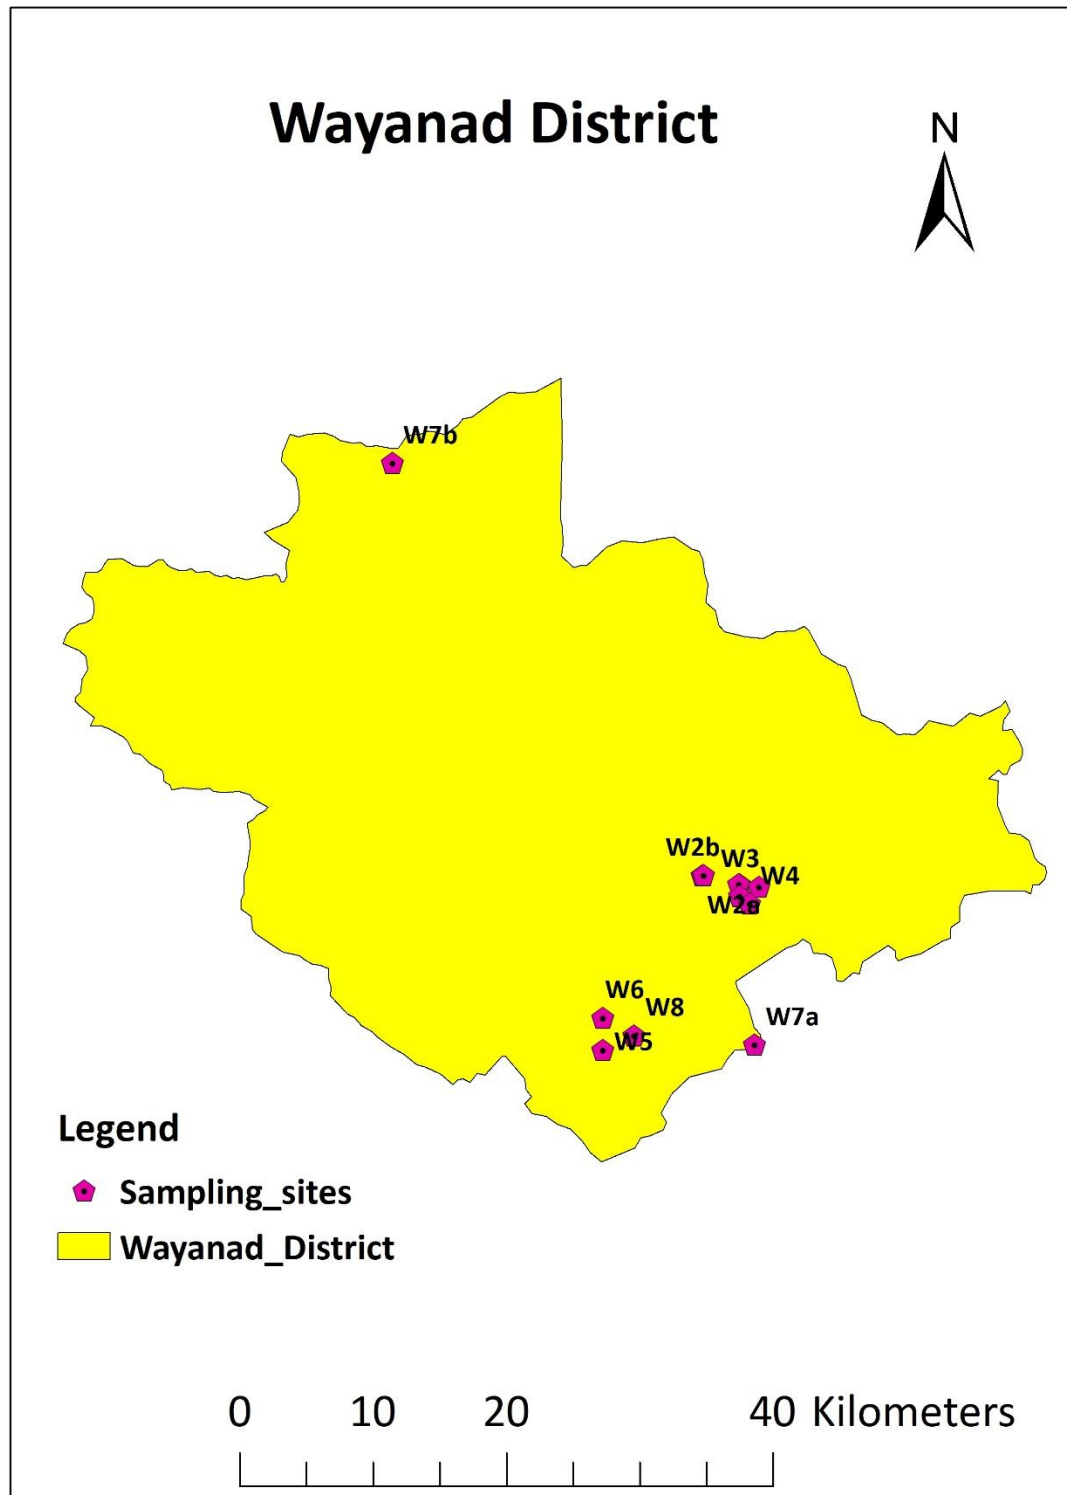 Wayanad District
N
W7b
W2b
W3
W4
W6
W8
W5
W7a
Legend
Sampling_sites
Wayanad_District
0 10 20 40 Kilometers